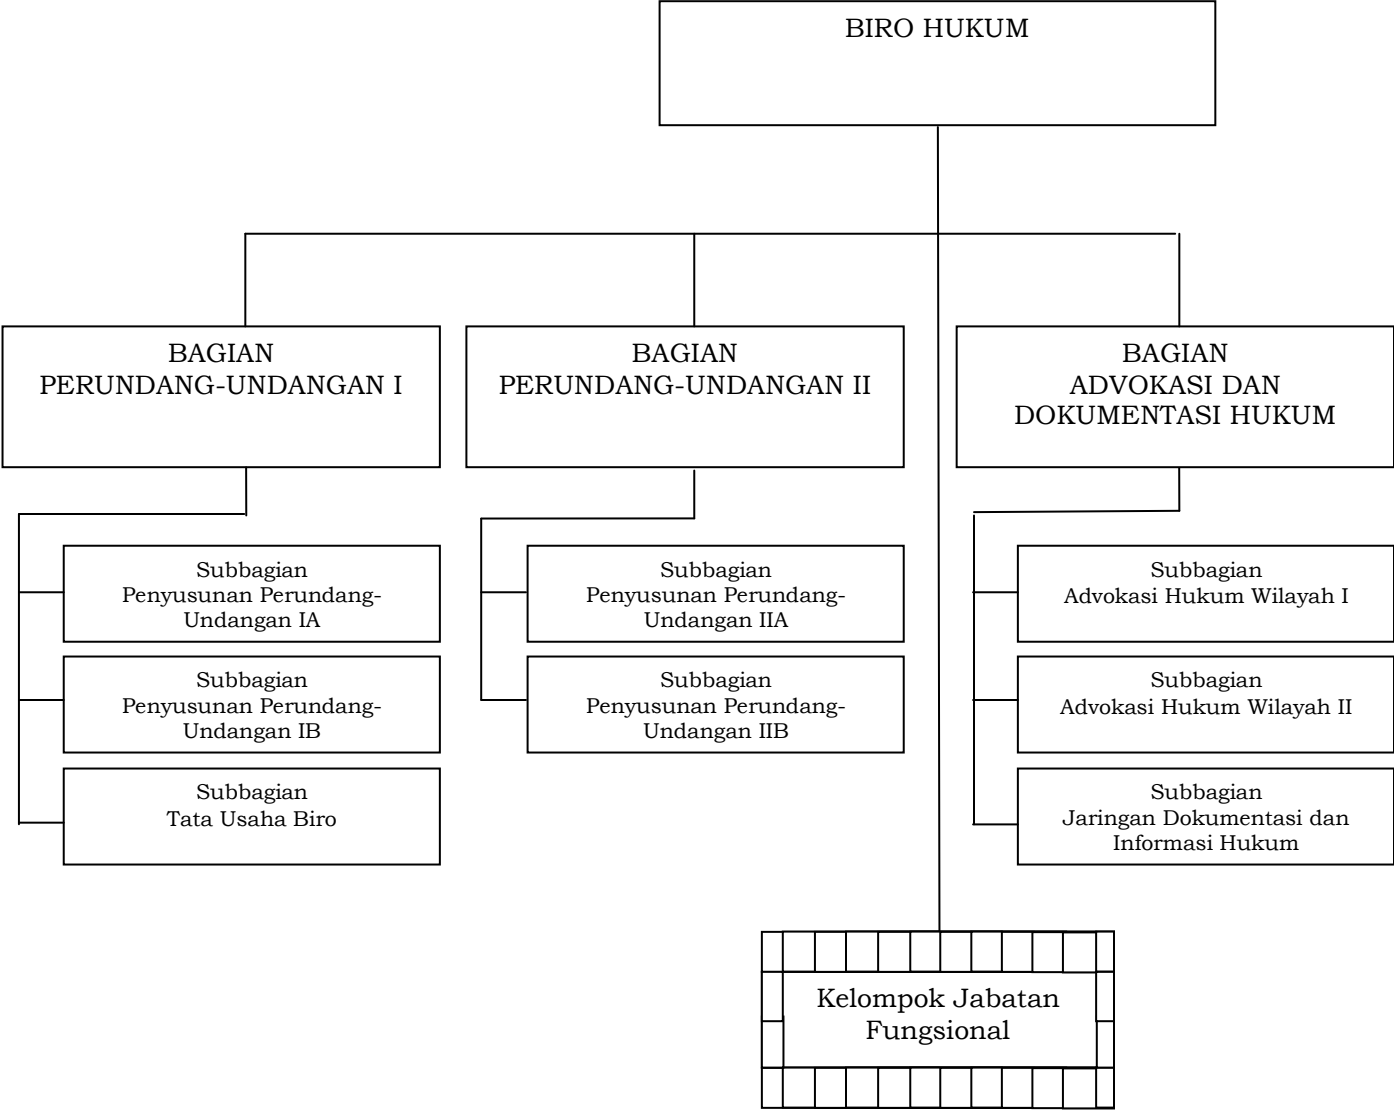 BIRO HUKUM
BAGIAN
PERUNDANG-UNDANGAN I
BAGIAN
PERUNDANG-UNDANGAN II
BAGIAN
ADVOKASI DAN
DOKUMENTASI HUKUM
Subbagian
Penyusunan Perundang-
Undangan IA
Subbagian
Penyusunan Perundang-
Undangan IB
Subbagian
Tata Usaha Biro
Subbagian
Penyusunan Perundang-
Undangan IIA
Subbagian
Penyusunan Perundang-
Undangan IIB
Subbagian
Advokasi Hukum Wilayah I
Subbagian
Advokasi Hukum Wilayah II
Subbagian
Jaringan Dokumentasi dan
Informasi Hukum
Kelompok Jabatan
Fungsional